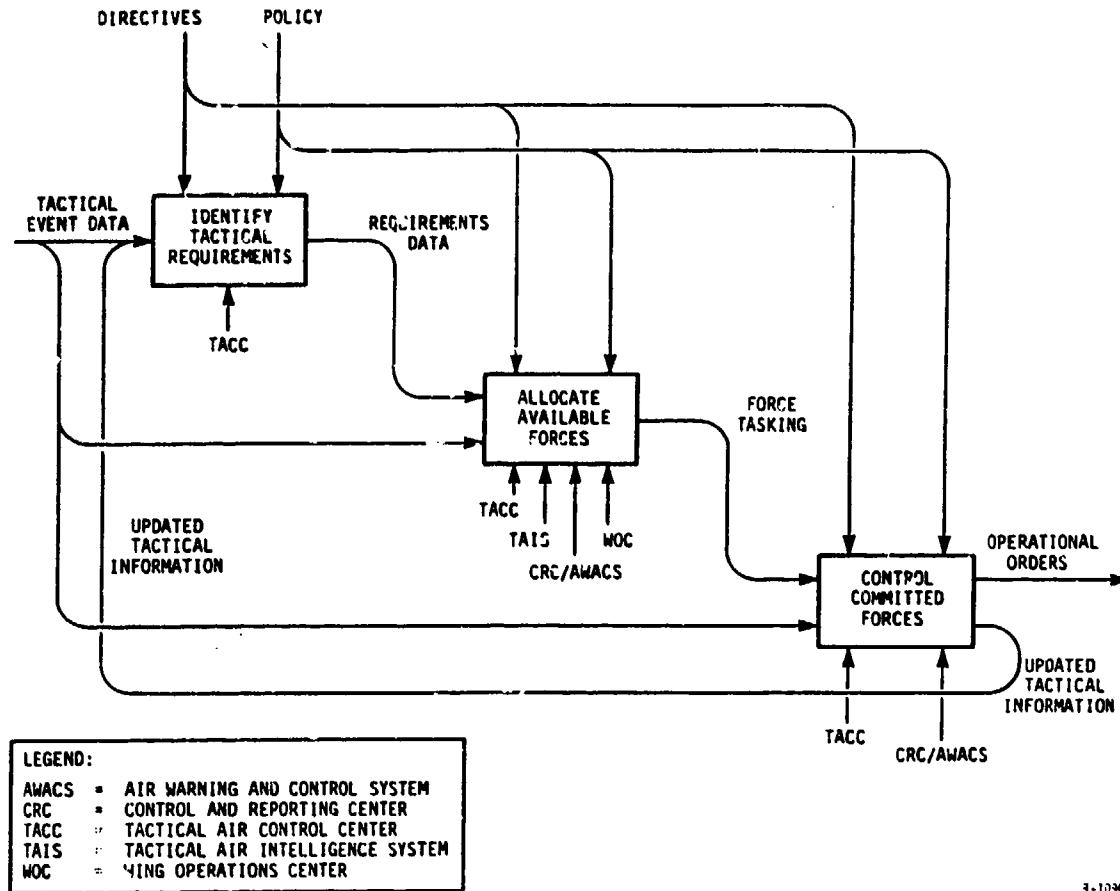 DIRECTIVES
POLICY
TACTICAL
EVENT DATA
IDENTIFY
TACTICAL
REQUIREMENTS
REQUIREMENTS
DATA
TACC
ALLOCATE
AVAILABLE
FORCES
FORCE
TASKING
TACC
TAIS
CRC/AWACS
WOC
UPDATED
TACTICAL
INFORMATION
CONTROL
COMMITTED
FORCES
OPERATIONAL
ORDERS
UPDATED
TACTICAL
INFORMATION
TACC
CRC/AWACS
LEGEND:
AWACS = AIR WARNING AND CONTROL SYSTEM
CRC = CONTROL AND REPORTING CENTER
TACC = TACTICAL AIR CONTROL CENTER
TAIS = TACTICAL AIR INTELLIGENCE SYSTEM
WOC = WING OPERATIONS CENTER